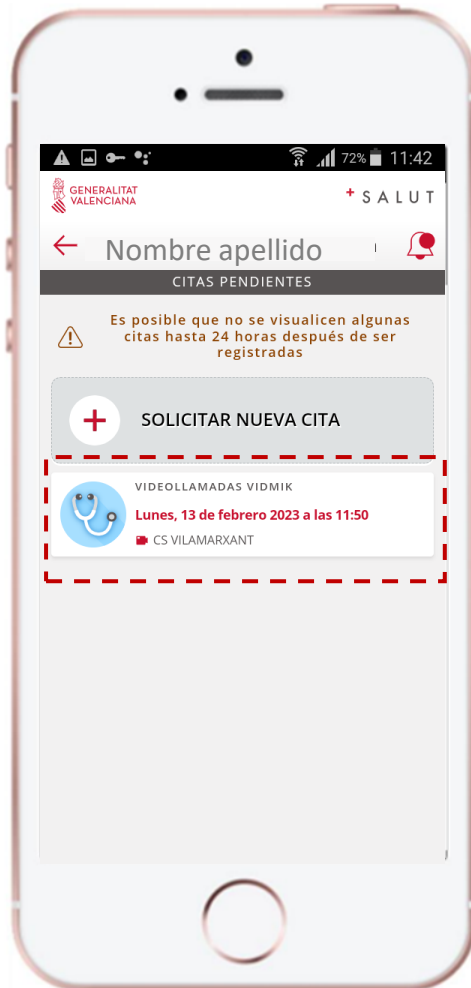 72% 11:42
GENERALITAT
VALENCIANA
+ SALUT
Nombre apellido
CITAS PENDIENTES
Es posible que no se visualicen algunas
citas hasta 24 horas después de ser
registradas
+ SOLICITAR NUEVA CITA
VIDEOLLAMADAS VIDMIK
Lunes, 13 de febrero 2023 a las 11:50
CS VILAMARXANT